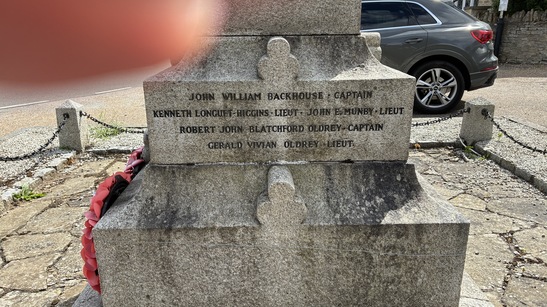 JOHN WILLIAM BACKHOUSE · CAPTAIN
KENNETH LONGUET-HIGGINS · LIEUT · JOHN E. MUNBY · LIEUT
ROBERT JOHN BLATCHFORD OLDREY · CAPTAIN
GERALD VIVIAN OLDREY · LIEUT.